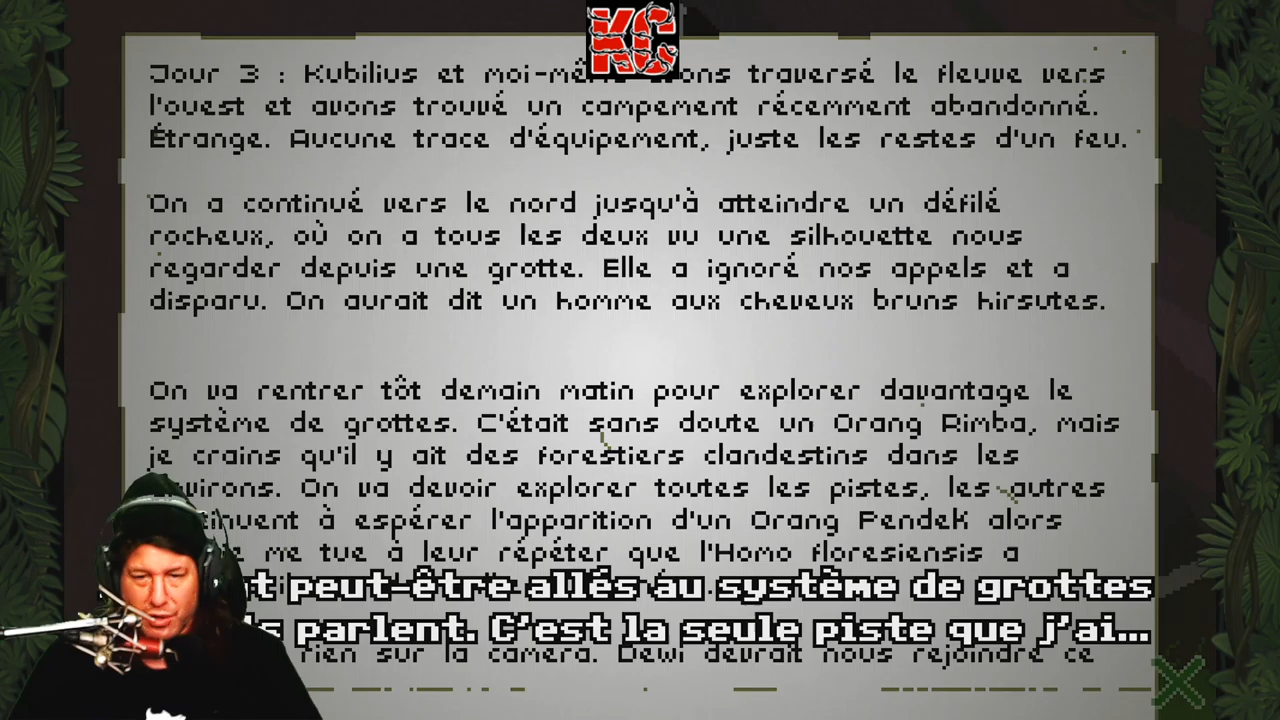 KC
Jour 3 : Kubilius et moi-mê ons traversé le fleuve vers
l'ouest et avons trouvé un campement récemment abandonné.
Étrange. Aucune trace d'équipement, juste les restes d'un feu.
On a continué vers le nord jusqu'à atteindre un défilé
rocheux, où on a tous les deux vu une silhouette nous
regarder depuis une grotte. Elle a ignoré nos appels et a
disparu. On aurait dit un homme aux cheveux bruns hirsutes.
On va rentrer tôt demain matin pour explorer davantage le
système de grottes. C'était sans doute un Orang Rimba, mais
je crains qu'il y ait des forestiers clandestins dans les
environs. On va devoir explorer toutes les pistes, les autres
tinuent à espérer l'apparition d'un Orang Pendek alors
e me tue à leur répéter que l'Homo floresiensis a
t peut-être allés au système de grottes
s parlent. C'est la seule piste que j'ai...
rien sur la caméra. Dewi devrait nous rejoindre ce